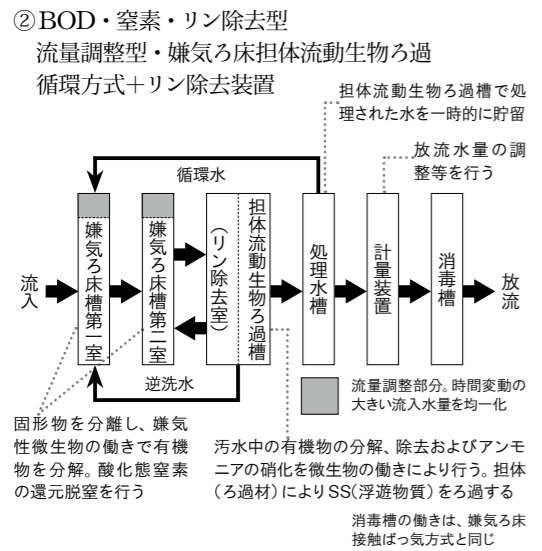 ②BOD・窒素・リン除去型
流量調整型・嫌気ろ床担体流動生物ろ過
循環方式＋リン除去装置
担体流動生物ろ過槽で処
理された水を一時的に貯留
放流水量の調
整等を行う
循環水
流入
嫌気ろ床槽第一室
嫌気ろ床槽第二室
（リン除去室）
担体流動生物ろ過槽
処理水槽
計量装置
消毒槽
放流
逆洗水
流量調整部分。時間変動の
大きい流入水量を均一化
固形物を分離し、嫌気
性微生物の働きで有機
物を分解。酸化態窒素
の還元脱窒を行う
汚水中の有機物の分解、除去およびアンモ
ニアの硝化を微生物の働きにより行う。担体
（ろ過材）によりSS(浮遊物質）をろ過する
消毒槽の働きは、嫌気ろ床
接触ばっ気方式と同じ